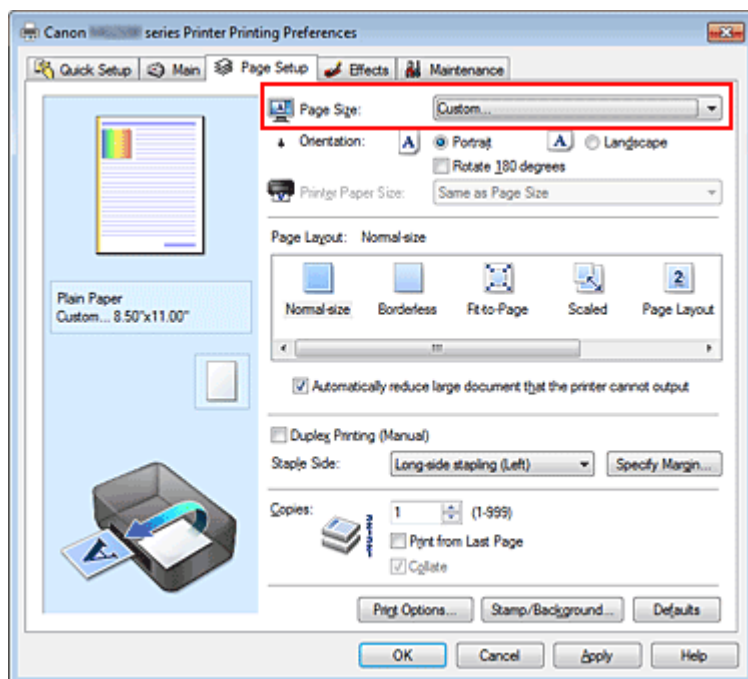 Canon series Printer Printing Preferences
Quick Setup Main Page Setup Effects Maintenance
Page Size: Custom...
Orientation: A Portrait A Landscape
Rotate 180 degrees
Printer Paper Size: Same as Page Size
Page Layout: Normal-size
2
Normal-size Borderless Fit-to-Page Scaled Page Layout
Plain Paper
Custom... 8.50"x11.00"
Automatically reduce large document that the printer cannot output
Duplex Printing (Manual)
Staple Side: Long-side stapling (Left) Specify Margin...
Copies: 1 (1-999)
Print from Last Page
Collate
A
Print Options... Stamp/Background... Defaults
OK Cancel Apply Help